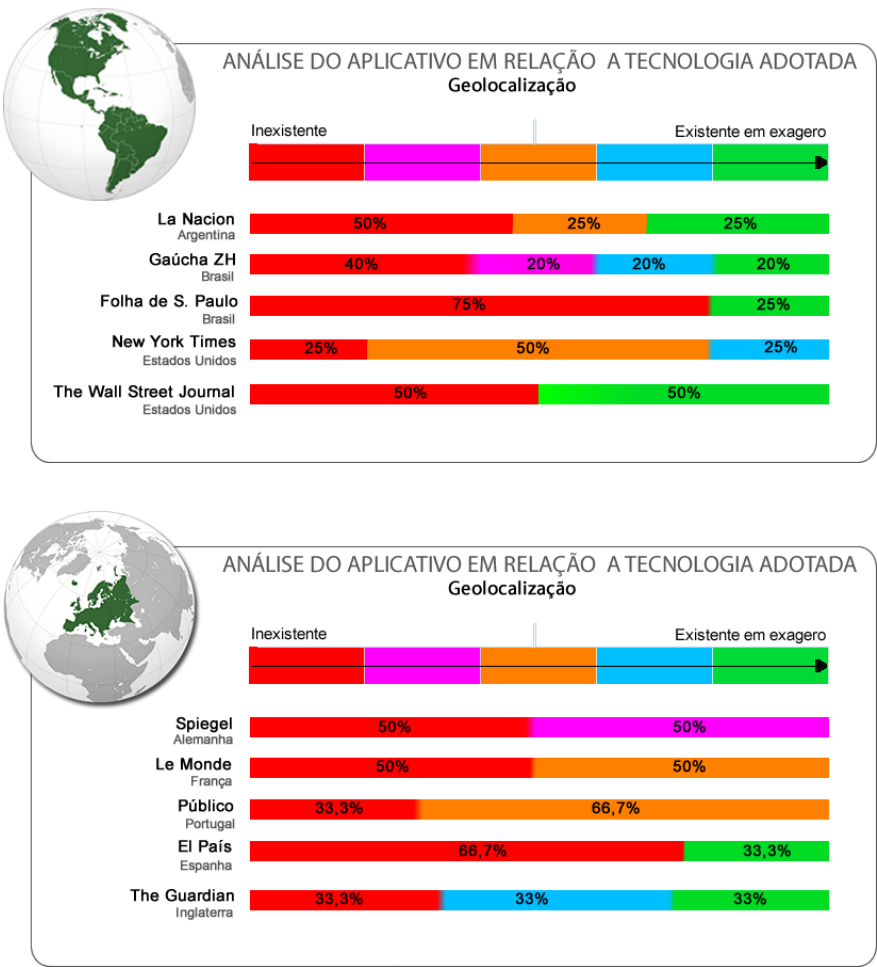 ANÁLISE DO APLICATIVO EM RELAÇÃO A TECNOLOGIA ADOTADA
Geolocalização
Inexistente Existente em exagero
La Nacion 50% 25% 25%
Argentina
Gaúcha ZH 40% 20% 20% 20%
Brasil
Folha de S. Paulo 75% 25%
Brasil
New York Times 25% 50% 25%
Estados Unidos
The Wall Street Journal 50% 50%
Estados Unidos
ANÁLISE DO APLICATIVO EM RELAÇÃO A TECNOLOGIA ADOTADA
Geolocalização
Inexistente Existente em exagero
Spiegel 50% 50%
Alemanha
Le Monde 50% 50%
França
Público 33,3% 66,7%
Portugal
El País 66,7% 33,3%
Espanha
The Guardian 33,3% 33% 33%
Inglaterra